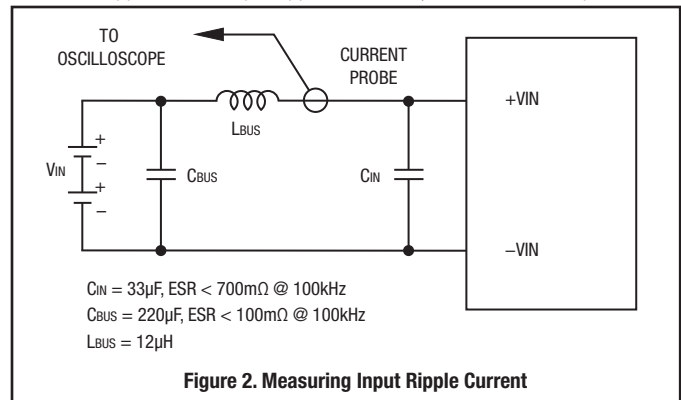 TO
OSCILLOSCOPE
CURRENT
PROBE
+VIN
LBUS
VIN
+
–
+
–
CBUS
CIN
–VIN
CIN = 33µF, ESR < 700mΩ @ 100kHz
CBUS = 220µF, ESR < 100mΩ @ 100kHz
LBUS = 12µH
Figure 2. Measuring Input Ripple Current